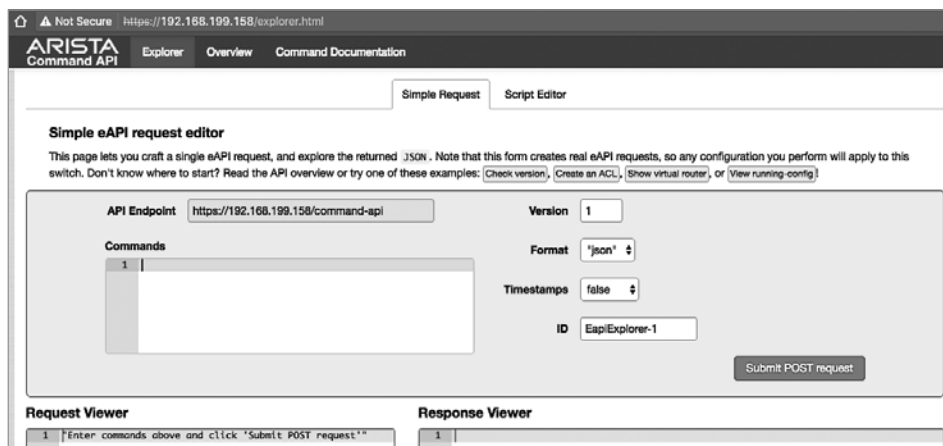 Not Secure https://192.168.199.158/explorer.html
ARISTA
Command API
Explorer Overview Command Documentation
Simple Request Script Editor
Simple eAPI request editor
This page lets you craft a single eAPI request, and explore the returned JSON. Note that this form creates real eAPI requests, so any configuration you perform will apply to this
switch. Don't know where to start? Read the API overview or try one of these examples: Check version, Create an ACL, Show virtual router, or View running-config!
API Endpoint https://192.168.199.158/command-api Version 1
Commands Format "json"
1
Timestamps false
ID EapiExplorer-1
Submit POST request
Request Viewer Response Viewer
1 "Enter commands above and click 'Submit POST request'" 1